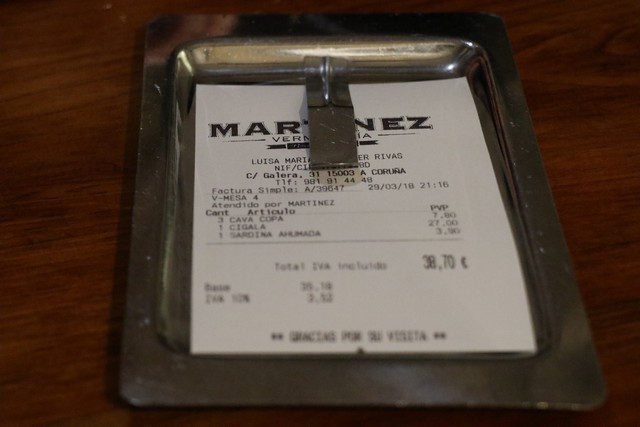 MARTINEZ
LUISA MARIA RIVAS
NIF/CI
C/ Galera, 31 15003 A CORUÑA
Tlf: 981 91 44 48
Factura Simple: A/39647 29/03/18 21:16
V-MESA 4
Atendido por MARTINEZ
Cant Artículo PVP
3 CAVA COPA 7,80
1 CIGALA 27,00
1 SARDINA AHUMADA 3,90
Total IVA incluido 38,70 €
Base 35.18
IVA 10% 3.52
** GRACIAS POR SU VISITA **